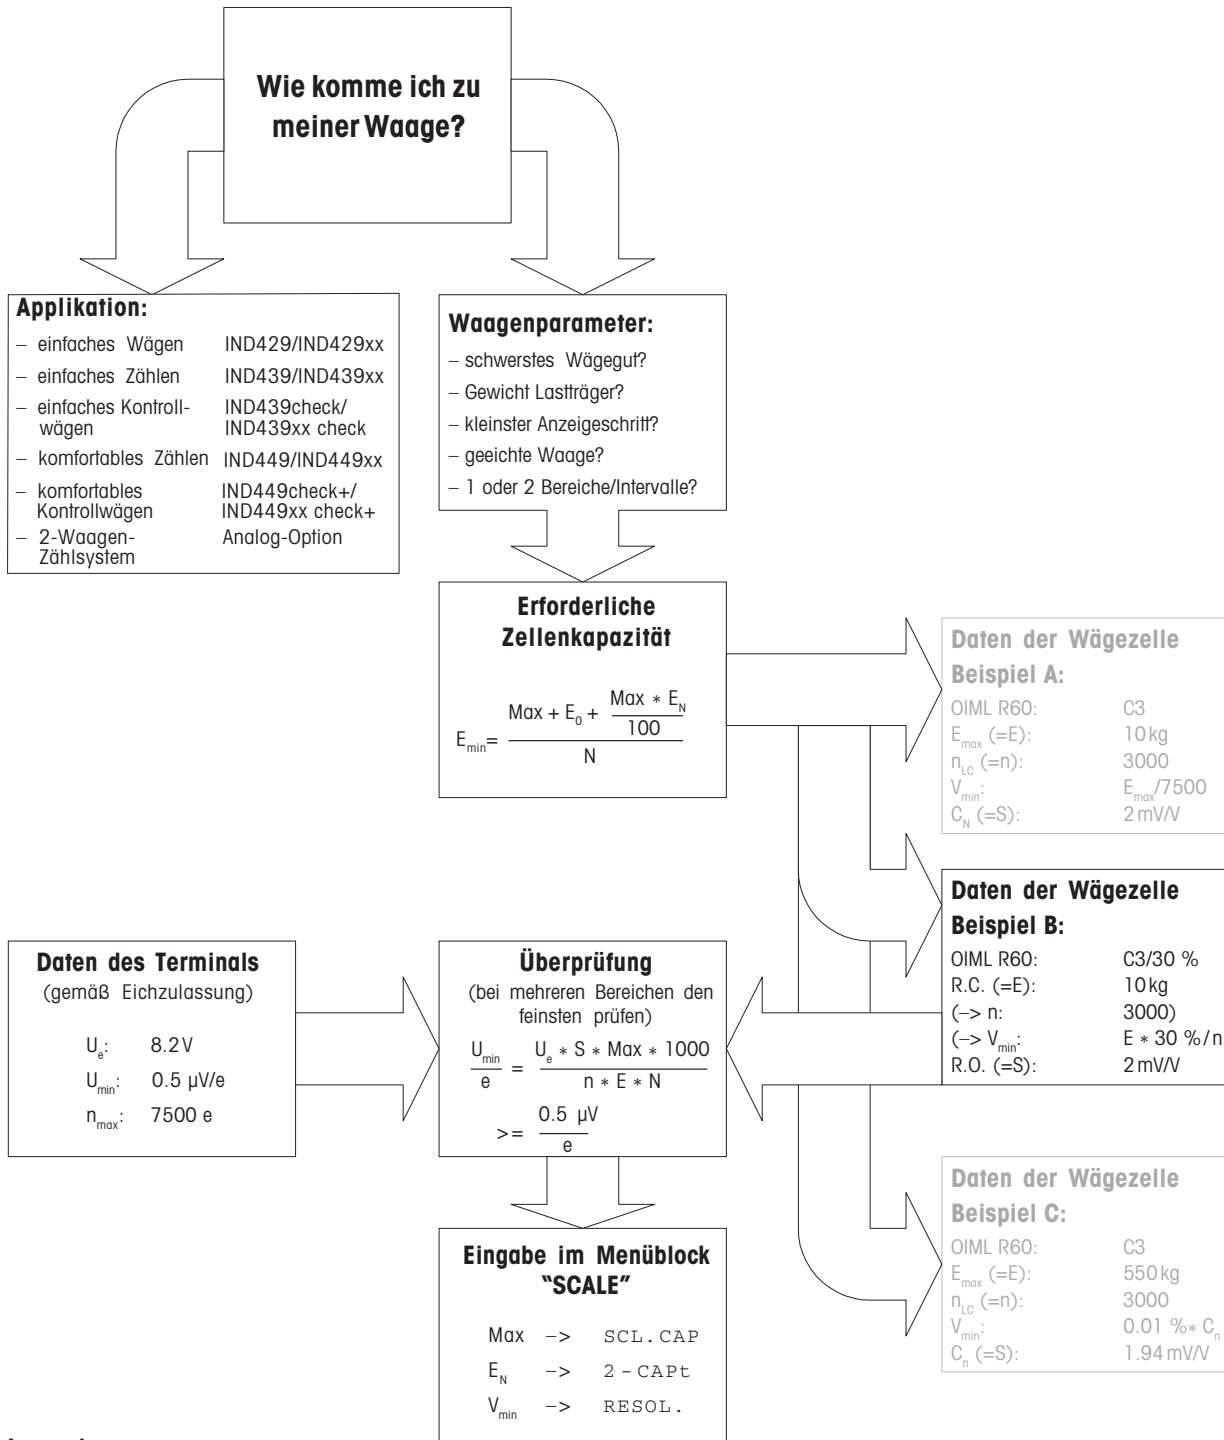 Wie komme ich zu
meiner Waage?
Applikation:
– einfaches Wägen IND429/IND429xx
– einfaches Zählen IND439/IND439xx
– einfaches Kontroll- IND439check/
wägen IND439xx check
– komfortables Zählen IND449/IND449xx
– komfortables IND449check+/
Kontrollwägen IND449xx check+
– 2-Waagen- Analog-Option
Zählsystem
Waagenparameter:
– schwerstes Wägegut?
– Gewicht Lastträger?
– kleinster Anzeigeschritt?
– geeichte Waage?
– 1 oder 2 Bereiche/Intervalle?
Erforderliche
Zellenkapazität
Max * E_N
Max + E_0 +
100
E_min=
N
Daten der Wägezelle
Beispiel A:
OIML R60: C3
E_max (=E): 10 kg
n_LC (=n): 3000
V_min: E_max/7500
C_N (=S): 2 mV/V
Daten der Wägezelle
Beispiel B:
OIML R60: C3/30 %
R.C. (=E): 10 kg
(–> n: 3000)
(–> V_min: E * 30 %/n
R.O. (=S): 2 mV/V
Daten des Terminals
(gemäß Eichzulassung)
U_e: 8.2 V
U_min: 0.5 µV/e
n_max: 7500 e
Überprüfung
(bei mehreren Bereichen den
feinsten prüfen)
U_min U_e * S * Max * 1000
=
e n * E * N
0.5 µV
>=
e
Daten der Wägezelle
Beispiel C:
OIML R60: C3
E_max (=E): 550 kg
n_LC (=n): 3000
V_min: 0.01 %* C_n
C_n (=S): 1.94 mV/V
Eingabe im Menüblock
"SCALE"
Max –> SCL.CAP
E_N –> 2-CAPt
V_min –> RESOL.